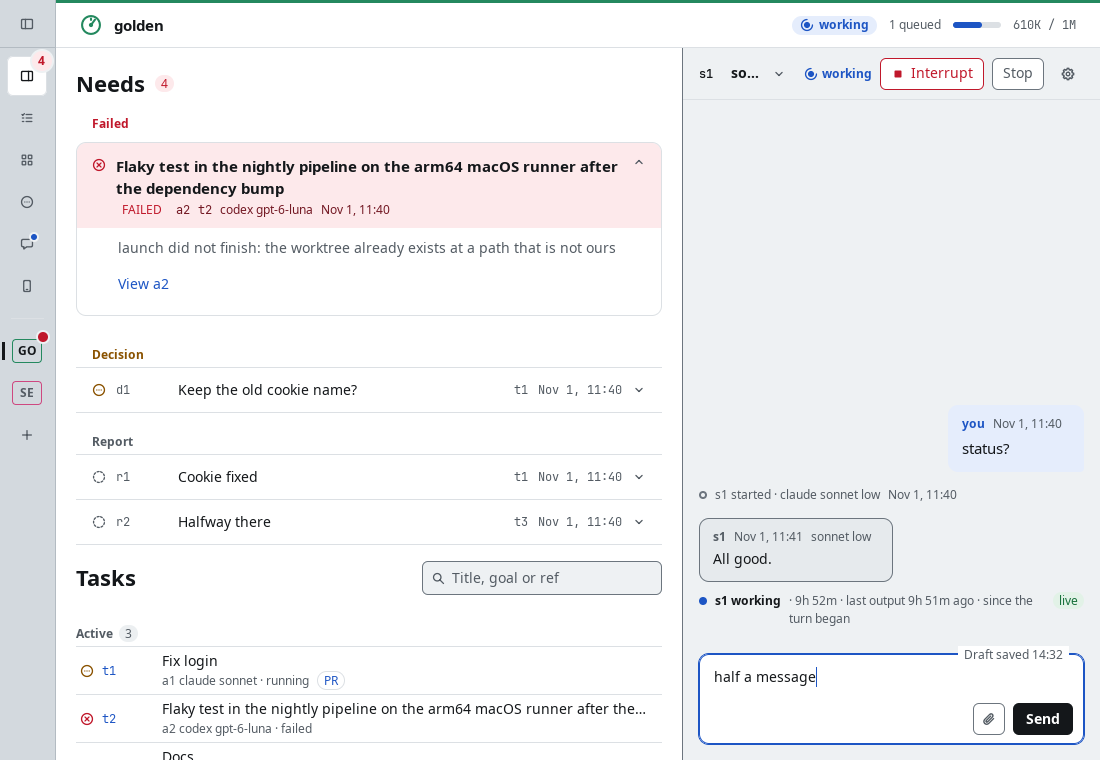 golden
working
1 queued
610K / 1M
4
GO
SE
Needs 4
Failed
Flaky test in the nightly pipeline on the arm64 macOS runner after
the dependency bump
FAILED a2 t2 codex gpt-6-luna Nov 1, 11:40
launch did not finish: the worktree already exists at a path that is not ours
View a2
Decision
d1 Keep the old cookie name? t1 Nov 1, 11:40
Report
r1 Cookie fixed t1 Nov 1, 11:40
r2 Halfway there t3 Nov 1, 11:40
Tasks
Title, goal or ref
Active 3
t1 Fix login
a1 claude sonnet · running PR
t2 Flaky test in the nightly pipeline on the arm64 macOS runner after the…
a2 codex gpt-6-luna · failed
Docs
s1 so… working Interrupt Stop
you Nov 1, 11:40
status?
s1 started · claude sonnet low Nov 1, 11:40
s1 Nov 1, 11:41 sonnet low
All good.
s1 working · 9h 52m · last output 9h 51m ago · since the
turn began
live
Draft saved 14:32
half a message
Send